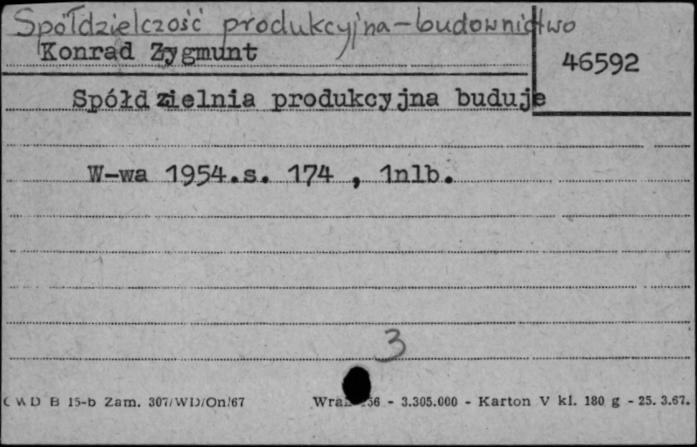 Spółdzielczość produkcyjna-budownictwo
Konrad Zygmunt
46592
Spółdzielnia produkcyjna buduje
W-wa 1954.s. 174 , 1nlb.
3
CWD B 15-b Zam. 307/WD/On/67 - 3.305.000 - Karton V kl. 180 g - 25. 3.67.